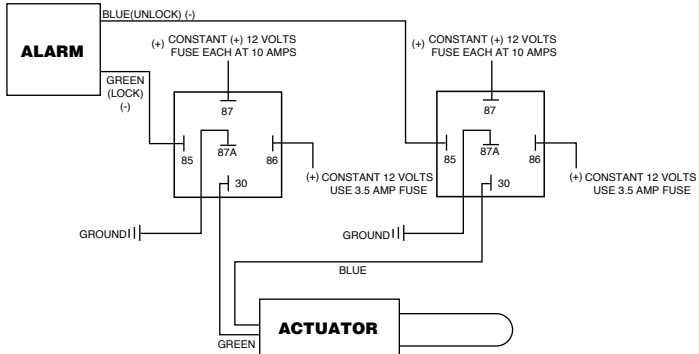 BLUE(UNLOCK) (-)
ALARM
GREEN
(LOCK)
(-)
(+) CONSTANT (+) 12 VOLTS
FUSE EACH AT 10 AMPS
87
85
87A
86
30
(+) CONSTANT 12 VOLTS
USE 3.5 AMP FUSE
GROUND
(+) CONSTANT (+) 12 VOLTS
FUSE EACH AT 10 AMPS
87
85
87A
86
30
(+) CONSTANT 12 VOLTS
USE 3.5 AMP FUSE
GROUND
BLUE
ACTUATOR
GREEN